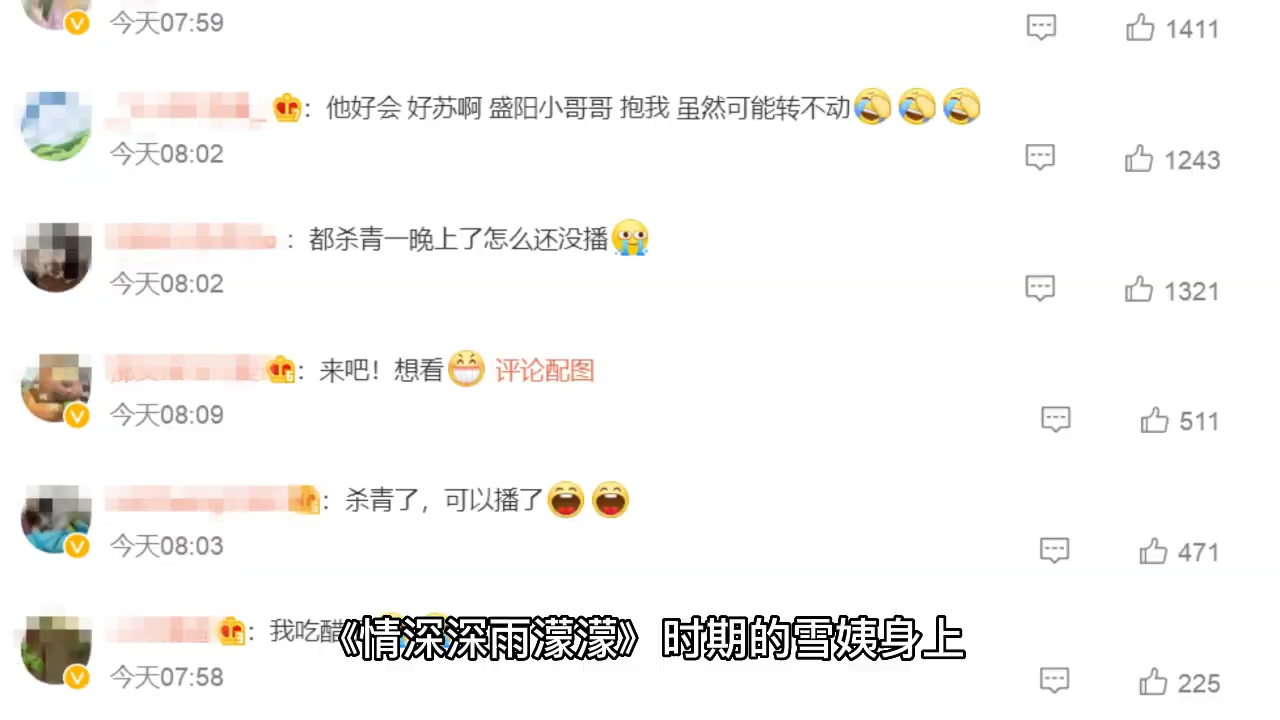 今天07:59
1411
: 他好会 好苏啊 盛阳小哥哥 抱我 虽然可能转不动
今天08:02
1243
: 都杀青一晚上了怎么还没播
今天08:02
1321
: 来吧！想看 评论配图
今天08:09
511
: 杀青了，可以播了
今天08:03
471
: 我吃醋
《情深深雨濛濛》时期的雪姨身上
今天07:58
225